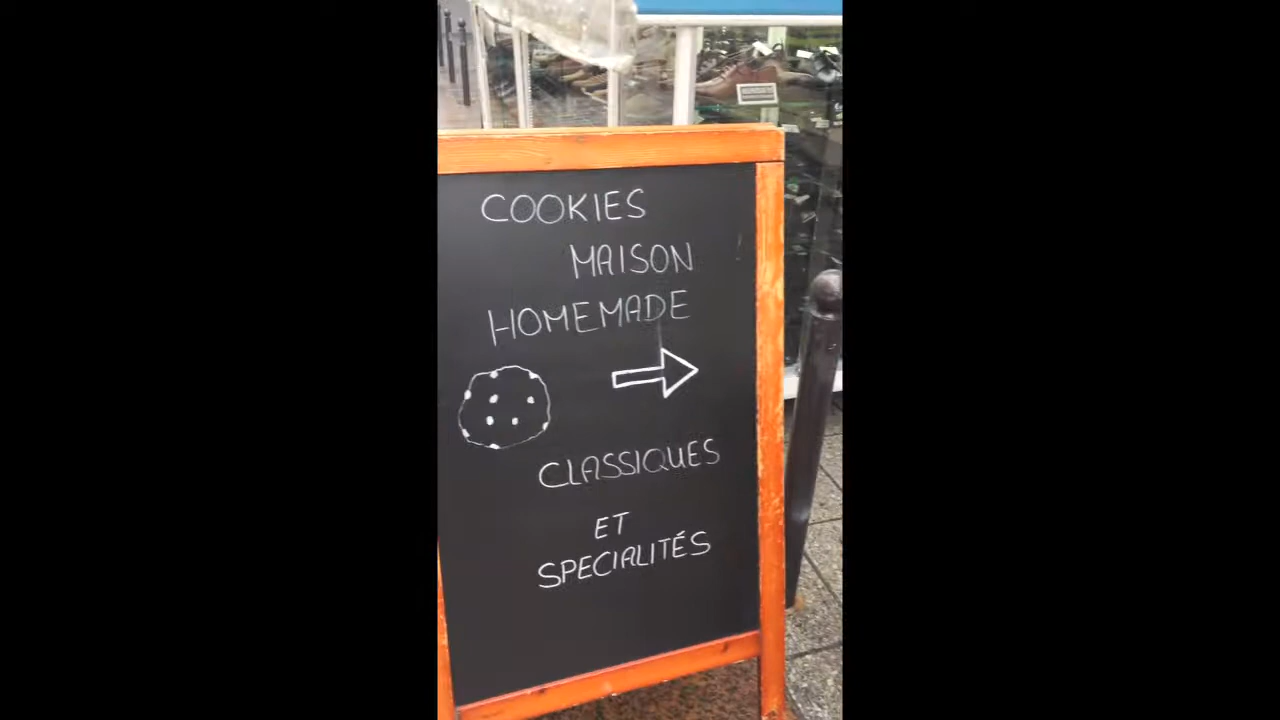 COOKIES
MAISON
HOMEMADE
CLASSIQUES
ET
SPECIALITÉS